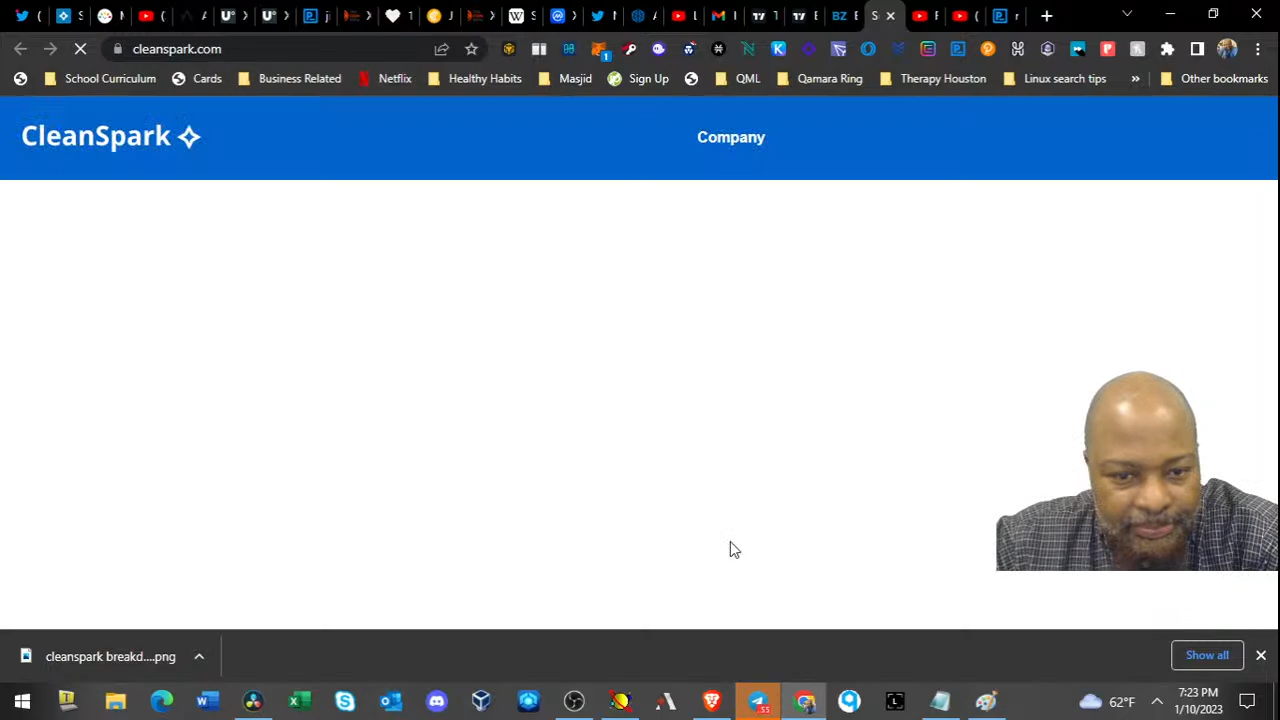 cleanspark.com
School Curriculum
Cards
Business Related
Netflix
Healthy Habits
Masjid
Sign Up
QML
Qamara Ring
Therapy Houston
Linux search tips
»
Other bookmarks
CleanSpark
Company
cleanspark breakd....png
Show all
55
62°F
7:23 PM
1/10/2023